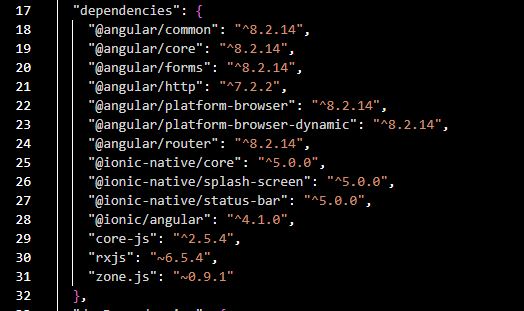 17 "dependencies": {
18 "@angular/common": "^8.2.14",
19 "@angular/core": "^8.2.14",
20 "@angular/forms": "^8.2.14",
21 "@angular/http": "^7.2.2",
22 "@angular/platform-browser": "^8.2.14",
23 "@angular/platform-browser-dynamic": "^8.2.14",
24 "@angular/router": "^8.2.14",
25 "@ionic-native/core": "^5.0.0",
26 "@ionic-native/splash-screen": "^5.0.0",
27 "@ionic-native/status-bar": "^5.0.0",
28 "@ionic/angular": "^4.1.0",
29 "core-js": "^2.5.4",
30 "rxjs": "~6.5.4",
31 "zone.js": "~0.9.1"
32 },